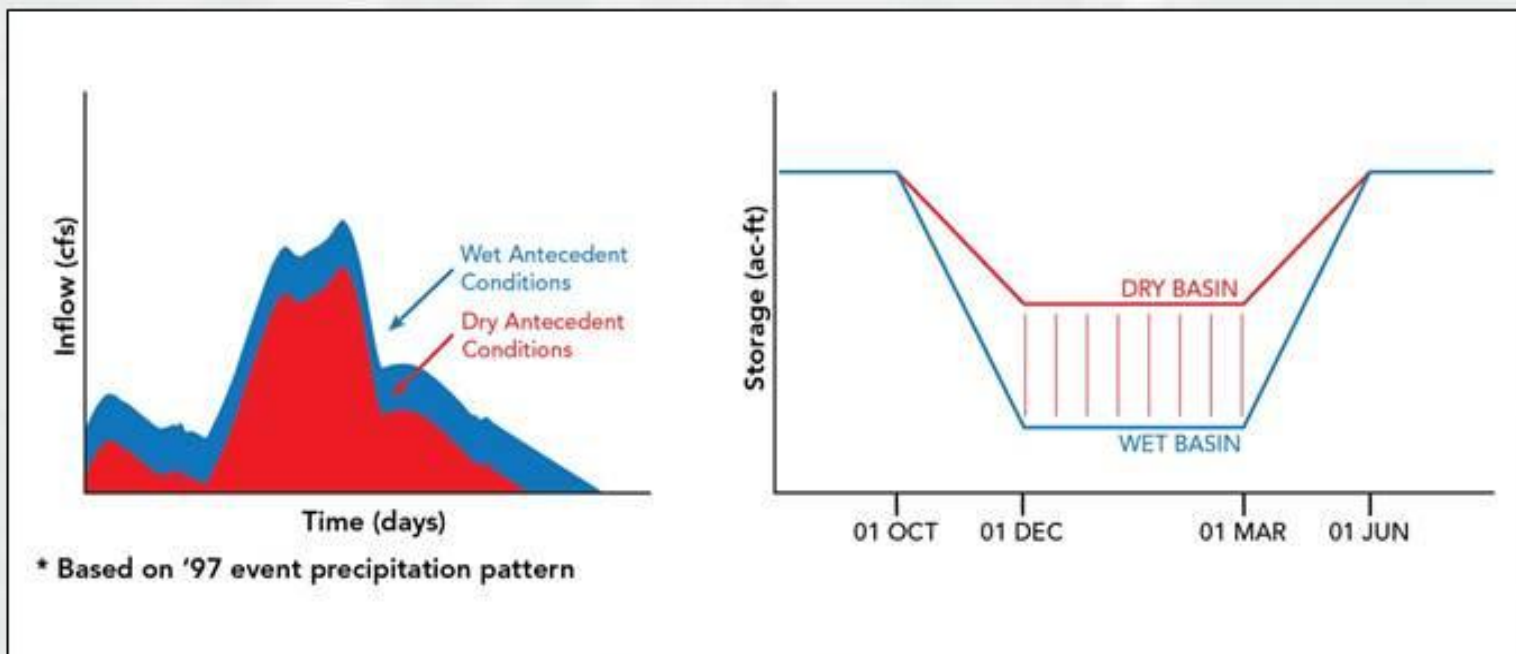 Inflow (cfs)
Wet Antecedent
Conditions
Dry Antecedent
Conditions
Time (days)
* Based on ‘97 event precipitation pattern
Storage (ac-ft)
DRY BASIN
WET BASIN
01 OCT
01 DEC
01 MAR
01 JUN